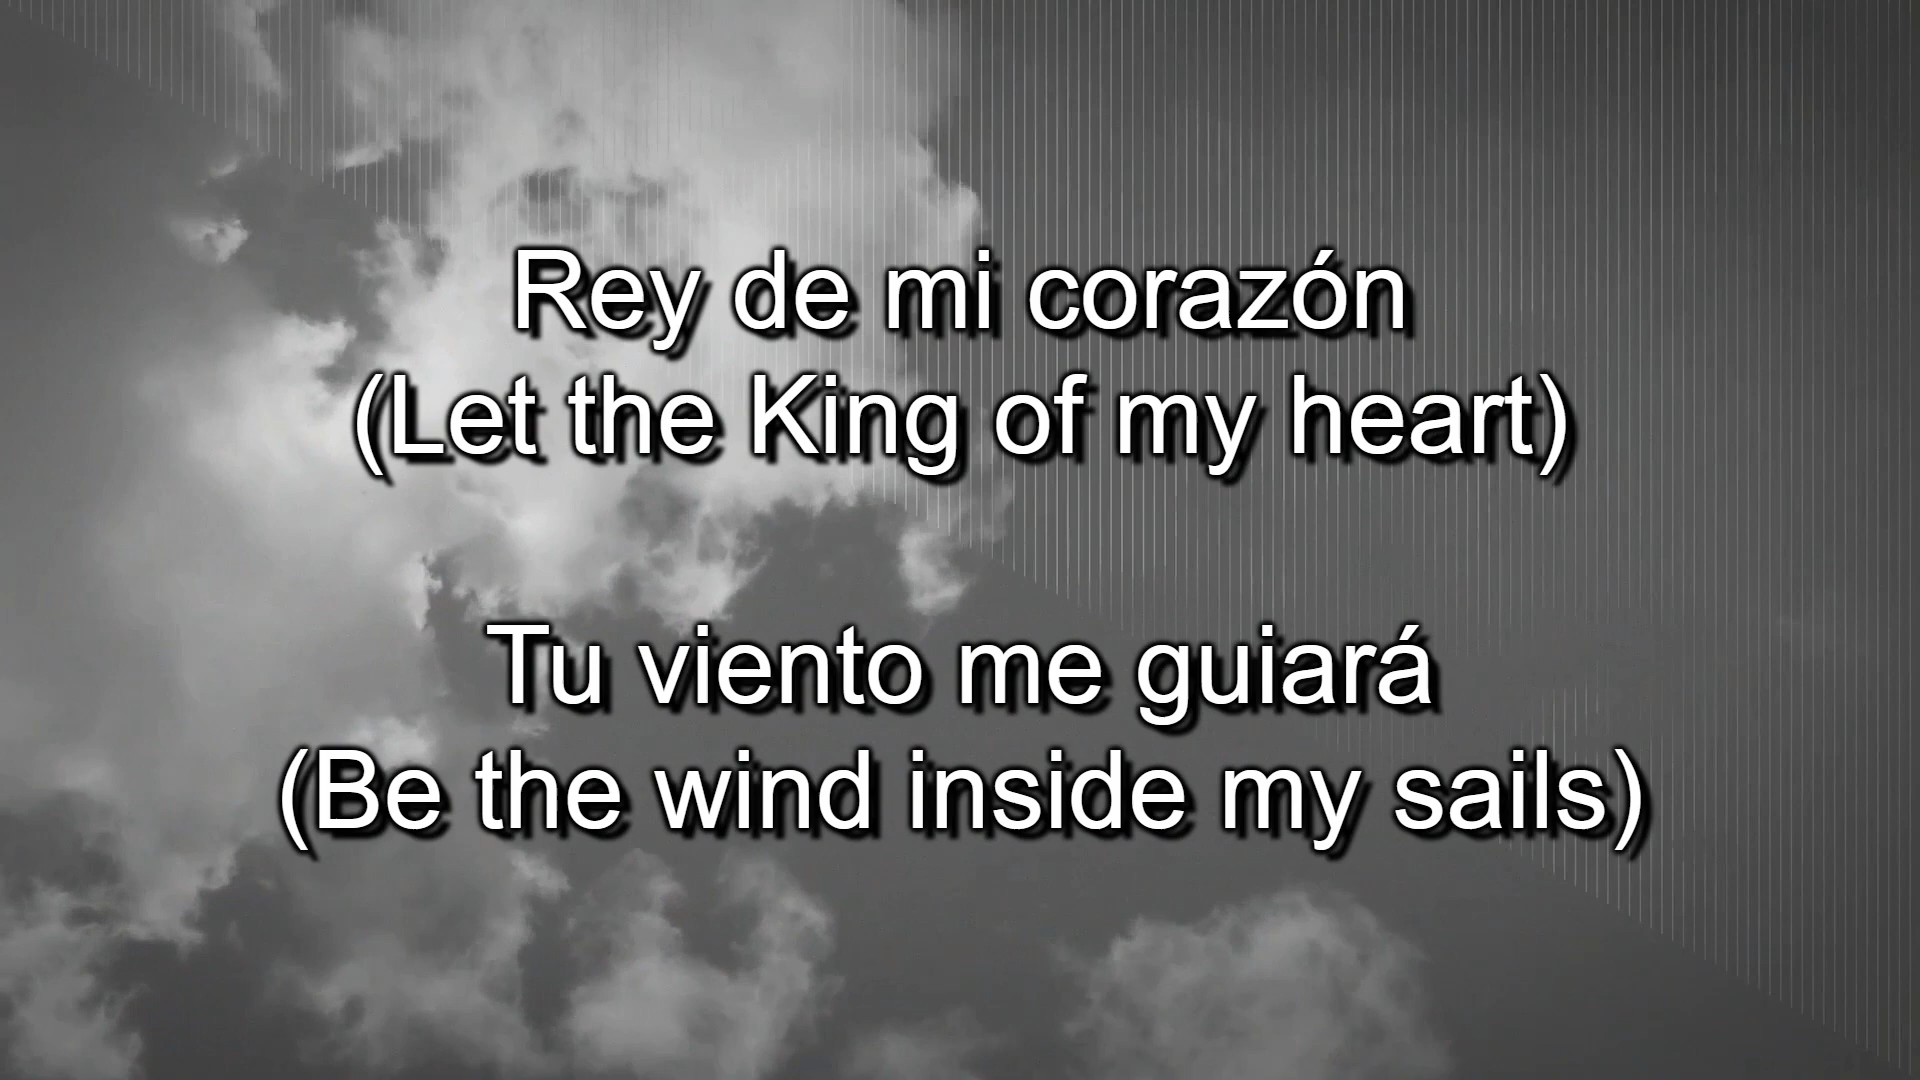 Rey de mi corazón
(Let the King of my heart)
Tu viento me guiará
(Be the wind inside my sails)